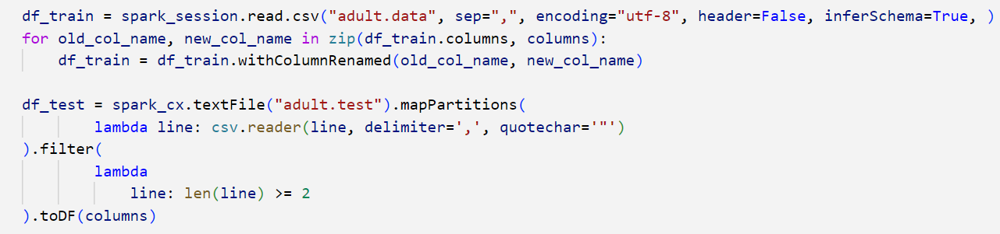 df_train = spark_session.read.csv("adult.data", sep=",", encoding="utf-8", header=False, inferSchema=True, )
for old_col_name, new_col_name in zip(df_train.columns, columns):
    df_train = df_train.withColumnRenamed(old_col_name, new_col_name)

df_test = spark_cx.textFile("adult.test").mapPartitions(
        lambda line: csv.reader(line, delimiter=',', quotechar='"')
).filter(
        lambda
            line: len(line) >= 2
).toDF(columns)